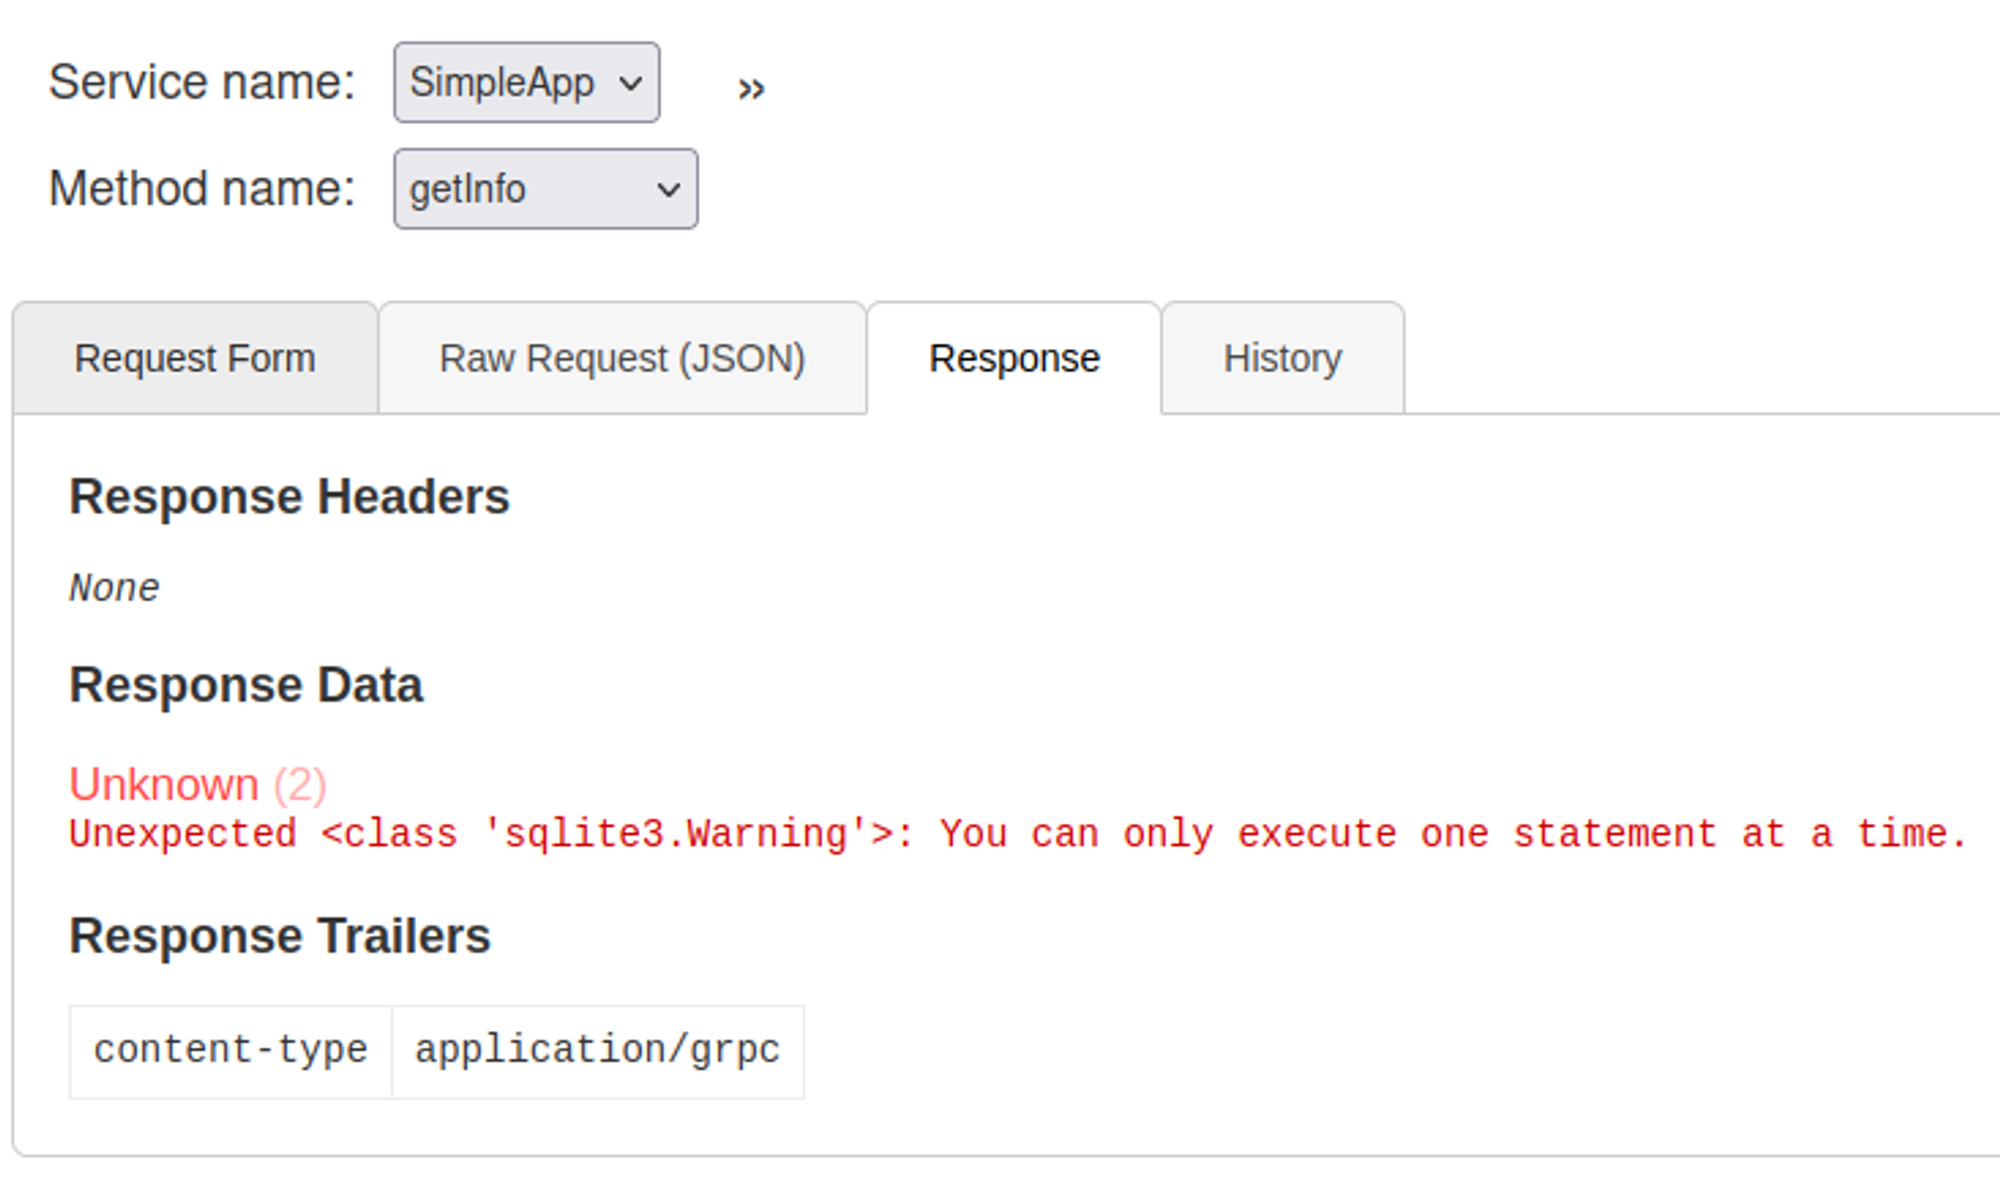 Service name: SimpleApp »
Method name: getInfo
Request Form Raw Request (JSON) Response History
Response Headers
None
Response Data
Unknown (2)
Unexpected <class 'sqlite3.Warning'>: You can only execute one statement at a time.
Response Trailers
content-type application/grpc